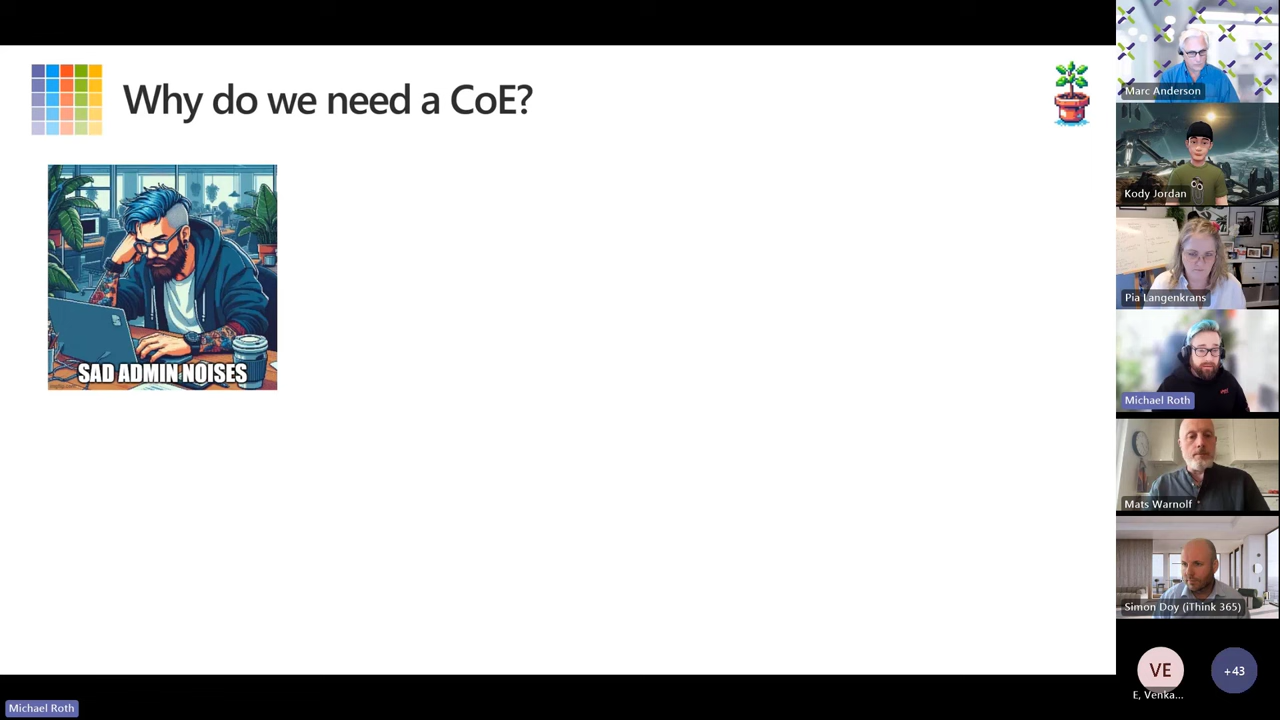 Why do we need a CoE?
SAD ADMIN NOISES
Marc Anderson
Kody Jordan
Pia Langenkrans
Michael Roth
Mats Warnolf
Simon Doy (iThink 365)
VE
+43
E, Venka...
Michael Roth